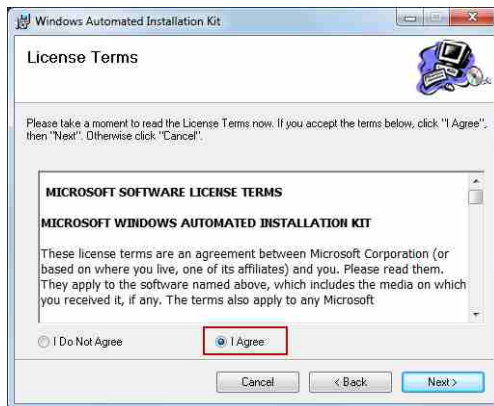 Windows Automated Installation Kit
License Terms
Please take a moment to read the License Terms now. If you accept the terms below, click "I Agree",
then "Next". Otherwise click "Cancel".
MICROSOFT SOFTWARE LICENSE TERMS
MICROSOFT WINDOWS AUTOMATED INSTALLATION KIT
These license terms are an agreement between Microsoft Corporation (or
based on where you live, one of its affiliates) and you. Please read them.
They apply to the software named above, which includes the media on which
you received it, if any. The terms also apply to any Microsoft
I Do Not Agree I Agree
Cancel < Back Next >